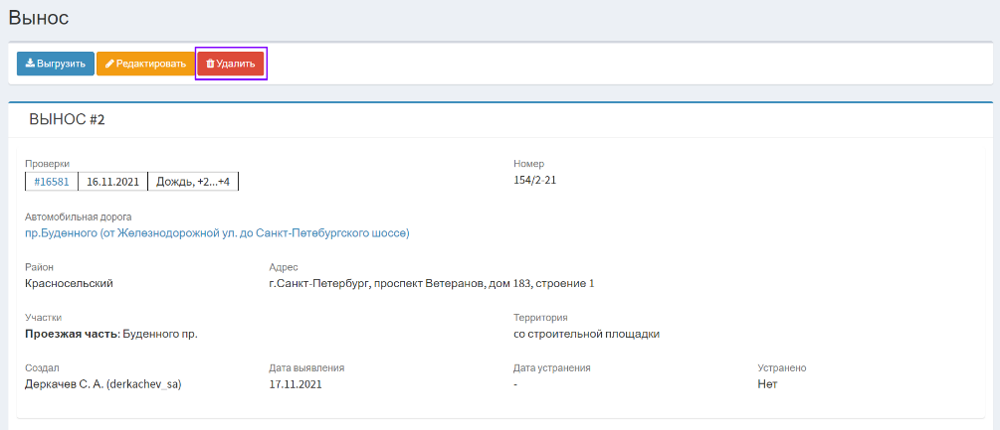 Вынос
Выгрузить Редактировать Удалить
ВЫНОС #2
Проверки Номер
#16581 16.11.2021 Дождь, +2...+4 154/2-21
Автомобильная дорога
пр.Буденного (от Железнодорожной ул. до Санкт-Петебургского шоссе)
Район Адрес
Красносельский г.Санкт-Петербург, проспект Ветеранов, дом 183, строение 1
Участки Территория
Проезжая часть: Буденного пр. со строительной площадки
Создал Дата выявления Дата устранения Устранено
Деркачев С. А. (derkachev_sa) 17.11.2021 - Нет